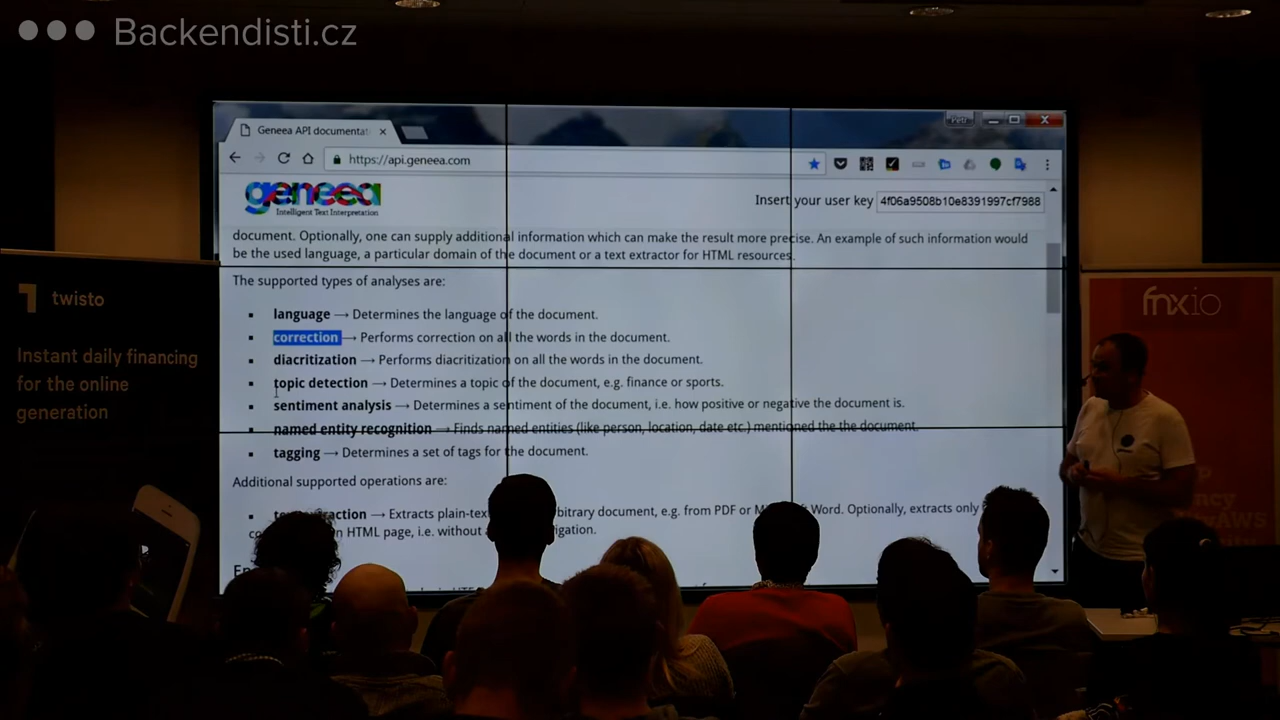 Backendisti.cz
Geneea API documentat
Petr
https://api.geneea.com
geneea
Intelligent Text Interpretation
Insert your user key 4f06a9508b10e8391997cf7988
document. Optionally, one can supply additional information which can make the result more precise. An example of such information would
be the used language, a particular domain of the document or a text extractor for HTML resources.
The supported types of analyses are:
language → Determines the language of the document.
correction → Performs correction on all the words in the document.
diacritization → Performs diacritization on all the words in the document.
topic detection → Determines a topic of the document, e.g. finance or sports.
sentiment analysis → Determines a sentiment of the document, i.e. how positive or negative the document is.
named entity recognition → Finds named entities (like person, location, date etc.) mentioned the the document.
tagging → Determines a set of tags for the document.
Additional supported operations are:
text extraction → Extracts plain-text arbitrary document, e.g. from PDF or Word. Optionally, extracts only
HTML page, i.e. without
twisto
Instant daily financing
for the online
generation
fnxio
AWS